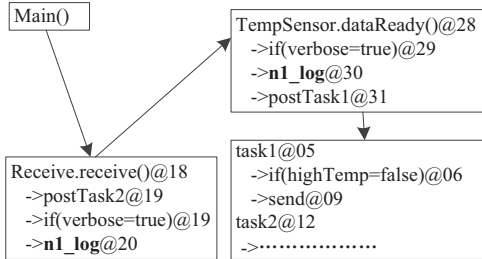 Main()
Receive.receive()@18
->postTask2@19
->if(verbose=true)@19
->n1_log@20
TempSensor.dataReady()@28
->if(verbose=true)@29
->n1_log@30
->postTask1@31
task1@05
->if(highTemp=false)@06
->send@09
task2@12
->………………